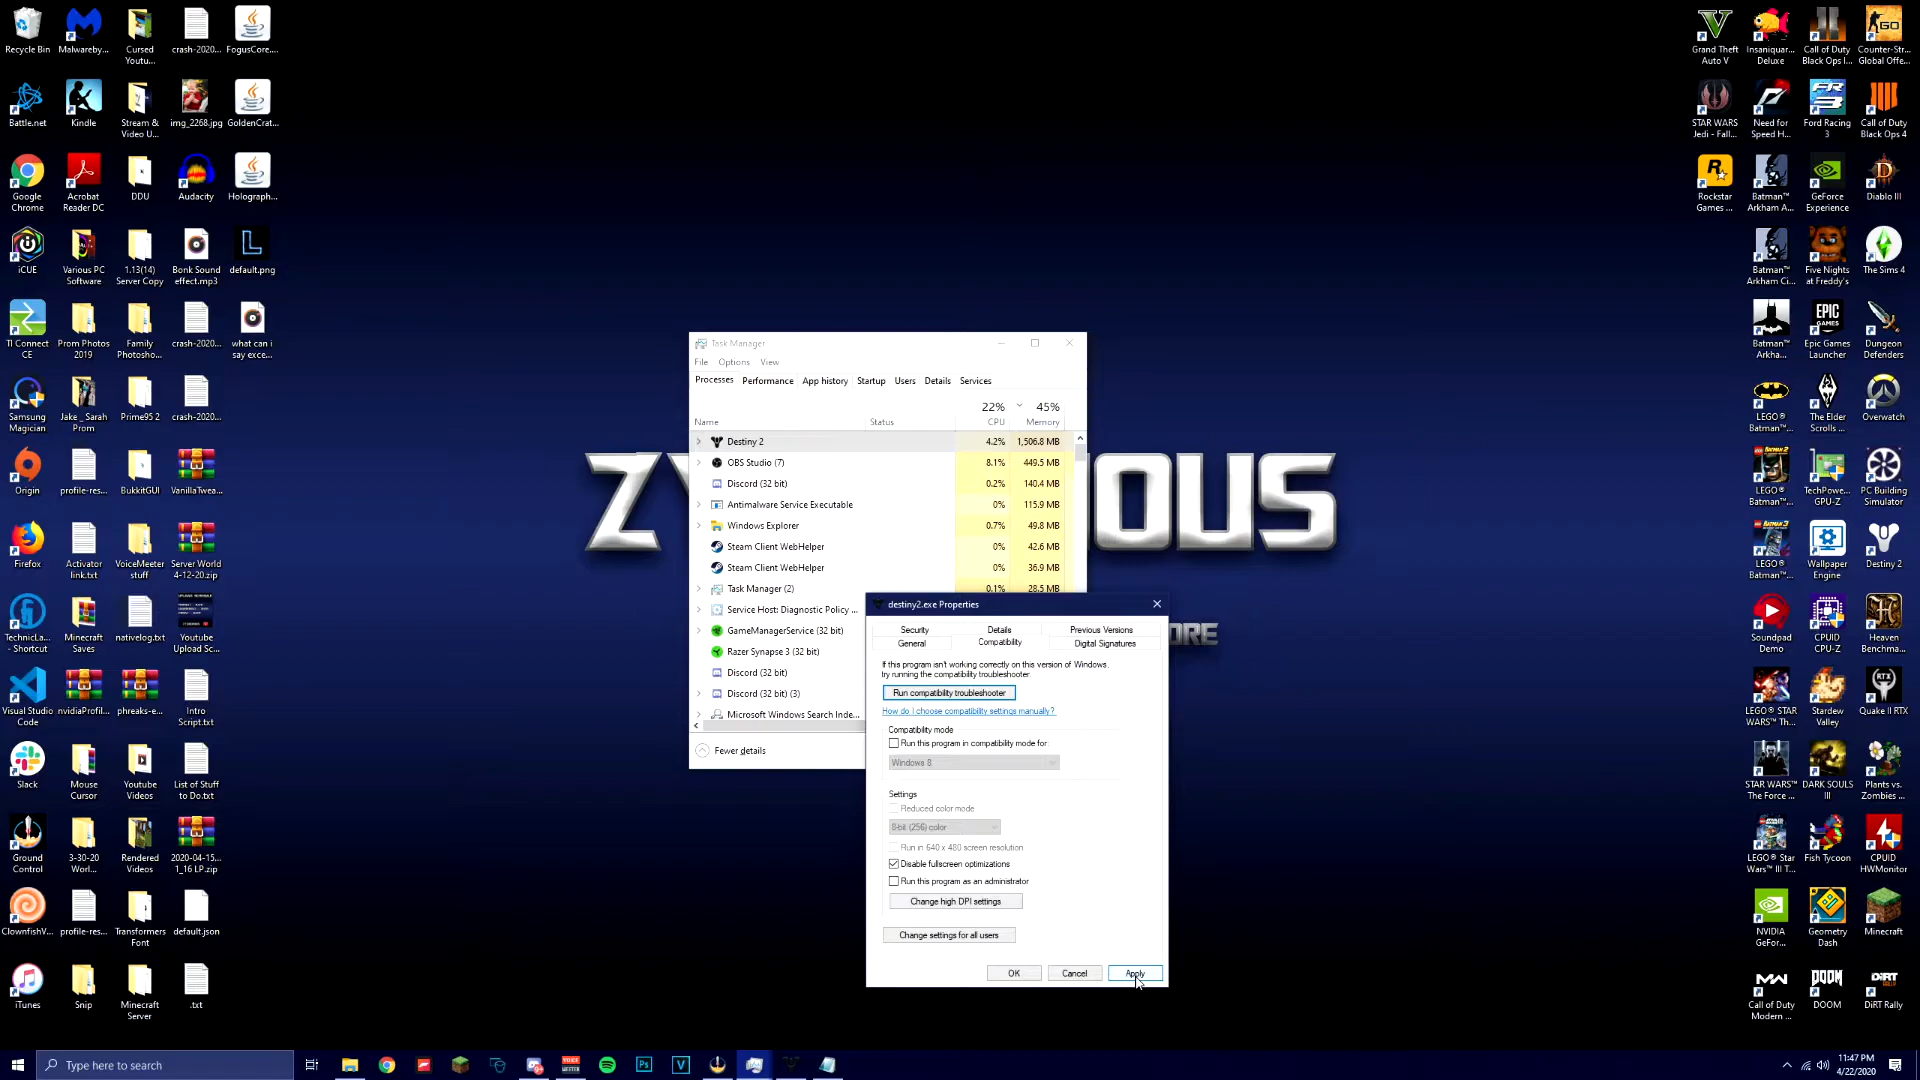 Recycle Bin
Malwareby...
Cursed
Youtu...
crash-2020...
FogusCore....
Battle.net
Kindle
Stream &
Video U...
img_2268.jpg
GoldenCrat...
Google
Chrome
Acrobat
Reader DC
DDU
Audacity
Holograph...
iCUE
Various PC
Software
1.13(14)
Server Copy
Bonk Sound
effect.mp3
default.png
TI Connect
CE
Prom Photos
2019
Family
Photosho...
crash-2020...
what can i
say exce...
Samsung
Magician
Jake _ Sarah
Prom
Prime95 2
crash-2020...
Origin
profile-res...
BukkitGUI
VanillaTwea...
Firefox
Activator
link.txt
VoiceMeeter
stuff
Server World
4-12-20.zip
TechnicLa...
- Shortcut
Minecraft
Saves
nativelog.txt
Youtube
Upload Sc...
Visual Studio
Code
nvidiaProfil...
phreaks-e...
Intro
Script.txt
Slack
Mouse
Cursor
Youtube
Videos
List of Stuff
to Do.txt
Ground
Control
3-30-20
Worl...
Rendered
Videos
2020-04-15...
1_16 LP.zip
ClownfishV...
profile-res...
Transformers
Font
default.json
iTunes
Snip
Minecraft
Server
.txt
Grand Theft
Auto V
Insaniquar...
Deluxe
Call of Duty
Black Ops I...
Counter-Str...
Global Offe...
STAR WARS
Jedi - Fall...
Need for
Speed H...
Ford Racing
3
Call of Duty
Black Ops 4
Rockstar
Games ...
Batman™
Arkham A...
GeForce
Experience
Diablo III
Batman™
Arkham Ci...
Five Nights
at Freddy's
The Sims 4
Batman™
Arkha...
Epic Games
Launcher
Dungeon
Defenders
LEGO®
Batman™...
The Elder
Scrolls ...
Overwatch
LEGO®
Batman™...
TechPowe...
GPU-Z
PC Building
Simulator
LEGO®
Batman™...
Wallpaper
Engine
Destiny 2
Soundpad
Demo
CPUID
CPU-Z
Heaven
Benchma...
LEGO® STAR
WARS™ Th...
Stardew
Valley
Quake II RTX
STAR WARS™
The Force ...
DARK SOULS
III
Plants vs.
Zombies ...
LEGO® Star
Wars™ III T...
Fish Tycoon
CPUID
HWMonitor
NVIDIA
GeFor...
Geometry
Dash
Minecraft
Call of Duty
Modern ...
DOOM
DiRT Rally
Task Manager
File Options View
Processes Performance App history Startup Users Details Services
22% 45%
Name Status CPU Memory
Destiny 2 4.2% 1,506.8 MB
OBS Studio (7) 8.1% 449.5 MB
Discord (32 bit) 0.2% 140.4 MB
Antimalware Service Executable 0% 115.9 MB
Windows Explorer 0.7% 49.8 MB
Steam Client WebHelper 0% 42.6 MB
Steam Client WebHelper 0% 36.9 MB
Task Manager (2) 0.1% 28.5 MB
Service Host: Diagnostic Policy ...
GameManagerService (32 bit)
Razer Synapse 3 (32 bit)
Discord (32 bit)
Discord (32 bit) (3)
Microsoft Windows Search Inde...
Fewer details
destiny2.exe Properties
Security Details Previous Versions
General Compatibility Digital Signatures
If this program isn't working correctly on this version of Windows,
try running the compatibility troubleshooter.
Run compatibility troubleshooter
How do I choose compatibility settings manually?
Compatibility mode
Run this program in compatibility mode for:
Windows 8
Settings
Reduced color mode
8-bit (256) color
Run in 640 x 480 screen resolution
Disable fullscreen optimizations
Run this program as an administrator
Change high DPI settings
Change settings for all users
OK Cancel Apply
Type here to search
11:47 PM
4/22/2020